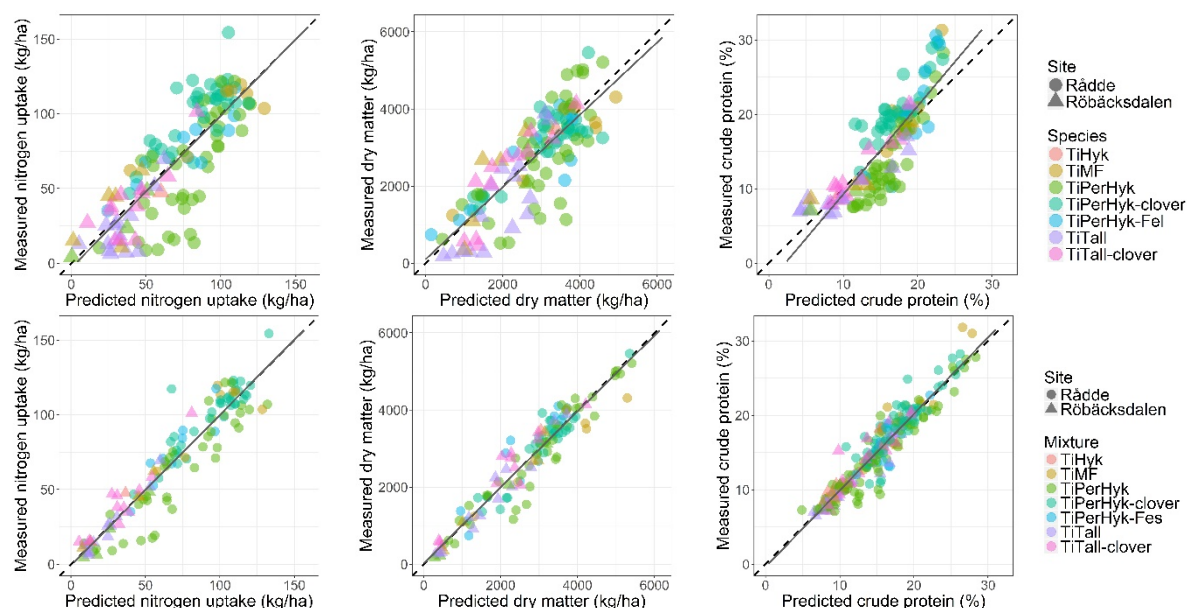 Measured nitrogen uptake (kg/ha)
150
100
50
0
0 50 100 150
Predicted nitrogen uptake (kg/ha)
Measured dry matter (kg/ha)
6000
4000
2000
0
0 2000 4000 6000
Predicted dry matter (kg/ha)
Measured crude protein (%)
30
20
10
0
0 10 20 30
Predicted crude protein (%)
Site
Rådde
Röbäcksdalen
Species
TiHyk
TiMF
TiPerHyk
TiPerHyk-clover
TiPerHyk-Fel
TiTall
TiTall-clover
Measured nitrogen uptake (kg/ha)
150
100
50
0
0 50 100 150
Predicted nitrogen uptake (kg/ha)
Measured dry matter (kg/ha)
6000
4000
2000
0
0 2000 4000 6000
Predicted dry matter (kg/ha)
Measured crude protein (%)
30
20
10
0
0 10 20 30
Predicted crude protein (%)
Site
Rådde
Röbäcksdalen
Mixture
TiHyk
TiMF
TiPerHyk
TiPerHyk-clover
TiPerHyk-Fes
TiTall
TiTall-clover